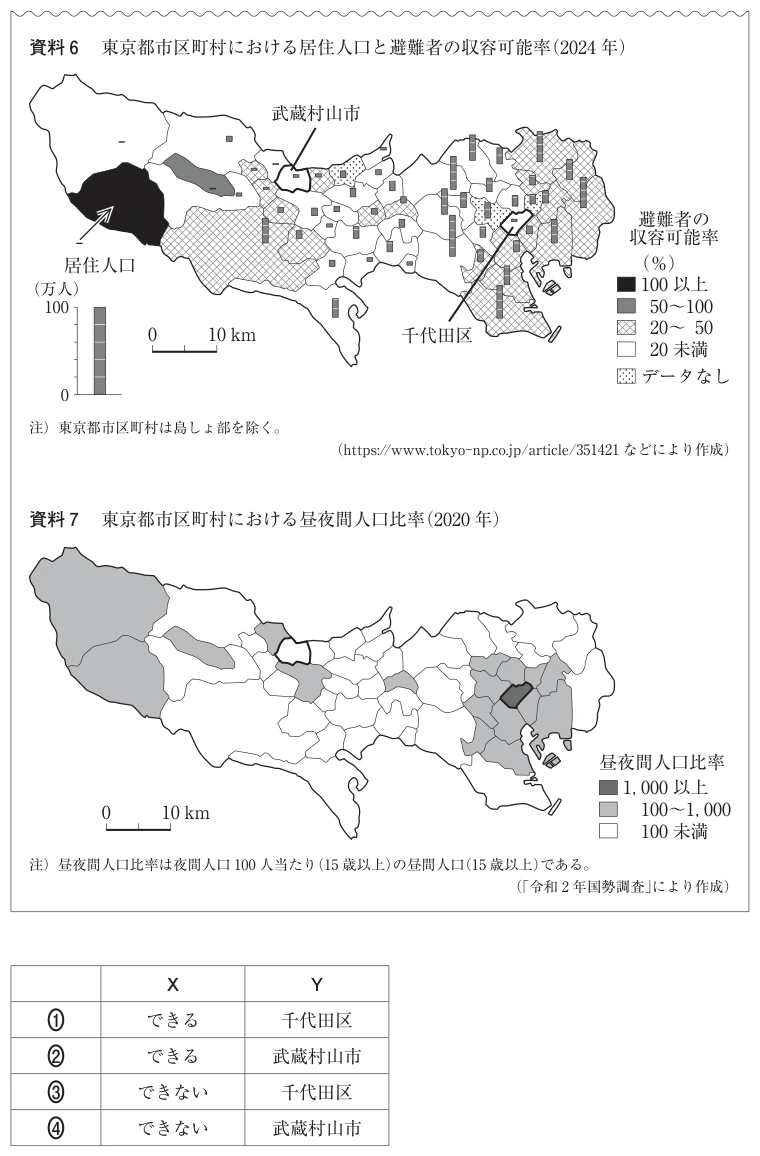 資料6 東京都市区町村における居住人口と避難者の収容可能率(2024年)
武蔵村山市
居住人口
(万人)
100
0
0 10 km
千代田区
避難者の
収容可能率
(%)
100以上
50〜100
20〜 50
20未満
データなし
注) 東京都市区町村は島しょ部を除く。
(https://www.tokyo-np.co.jp/article/351421 などにより作成)
資料7 東京都市区町村における昼夜間人口比率(2020年)
0 10 km
昼夜間人口比率
1,000以上
100〜1,000
100未満
注) 昼夜間人口比率は夜間人口100人当たり(15歳以上)の昼間人口(15歳以上)である。
(「令和2年国勢調査」により作成)
X Y
① できる 千代田区
② できる 武蔵村山市
③ できない 千代田区
④ できない 武蔵村山市